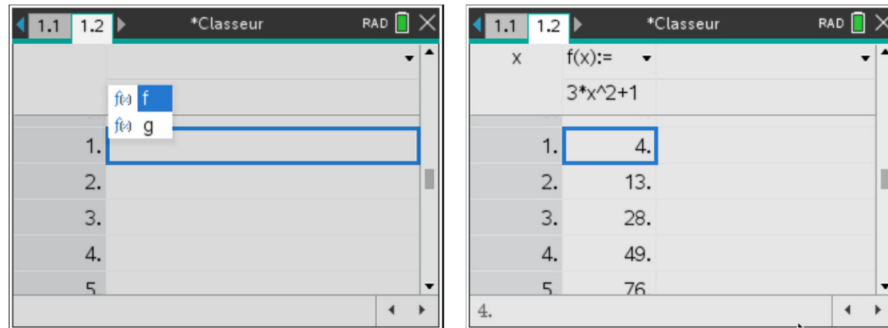 1.1 1.2 *Classeur RAD
f
g
1.
2.
3.
4.
5
1.1 1.2 *Classeur RAD
x f(x):=
3*x^2+1
1. 4.
2. 13.
3. 28.
4. 49.
5 76.
4.